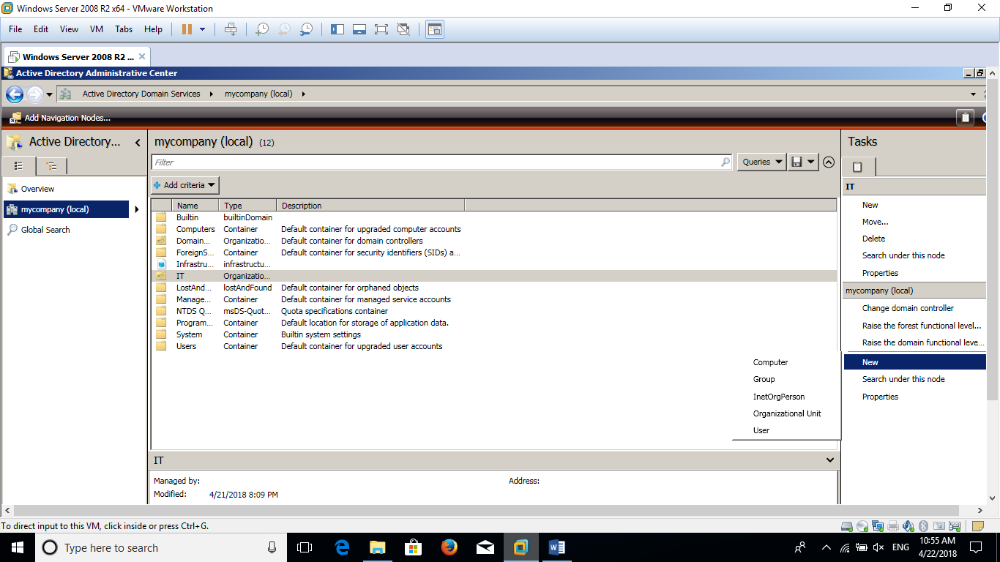 Windows Server 2008 R2 x64 - VMware Workstation
File Edit View VM Tabs Help
Windows Server 2008 R2 ...
Active Directory Administrative Center
Active Directory Domain Services mycompany (local)
Add Navigation Nodes...
Active Directory...
mycompany (local) (12)
Tasks
Filter
Queries
Add criteria
Overview
mycompany (local)
Global Search
Name Type Description
Builtin builtinDomain
Computers Container Default container for upgraded computer accounts
Domain... Organizatio... Default container for domain controllers
ForeignS... Container Default container for security identifiers (SIDs) a...
Infrastru... infrastructu...
IT Organizatio...
LostAnd... lostAndFound Default container for orphaned objects
Manage... Container Default container for managed service accounts
NTDS Q... msDS-Quot... Quota specifications container
Program... Container Default location for storage of application data.
System Container Builtin system settings
Users Container Default container for upgraded user accounts
Computer
Group
InetOrgPerson
Organizational Unit
User
IT
New
Move...
Delete
Search under this node
Properties
mycompany (local)
Change domain controller
Raise the forest functional level...
Raise the domain functional leve...
New
Search under this node
Properties
IT
Managed by: Address:
Modified: 4/21/2018 8:09 PM
To direct input to this VM, click inside or press Ctrl+G.
Type here to search
ENG
10:55 AM
4/22/2018